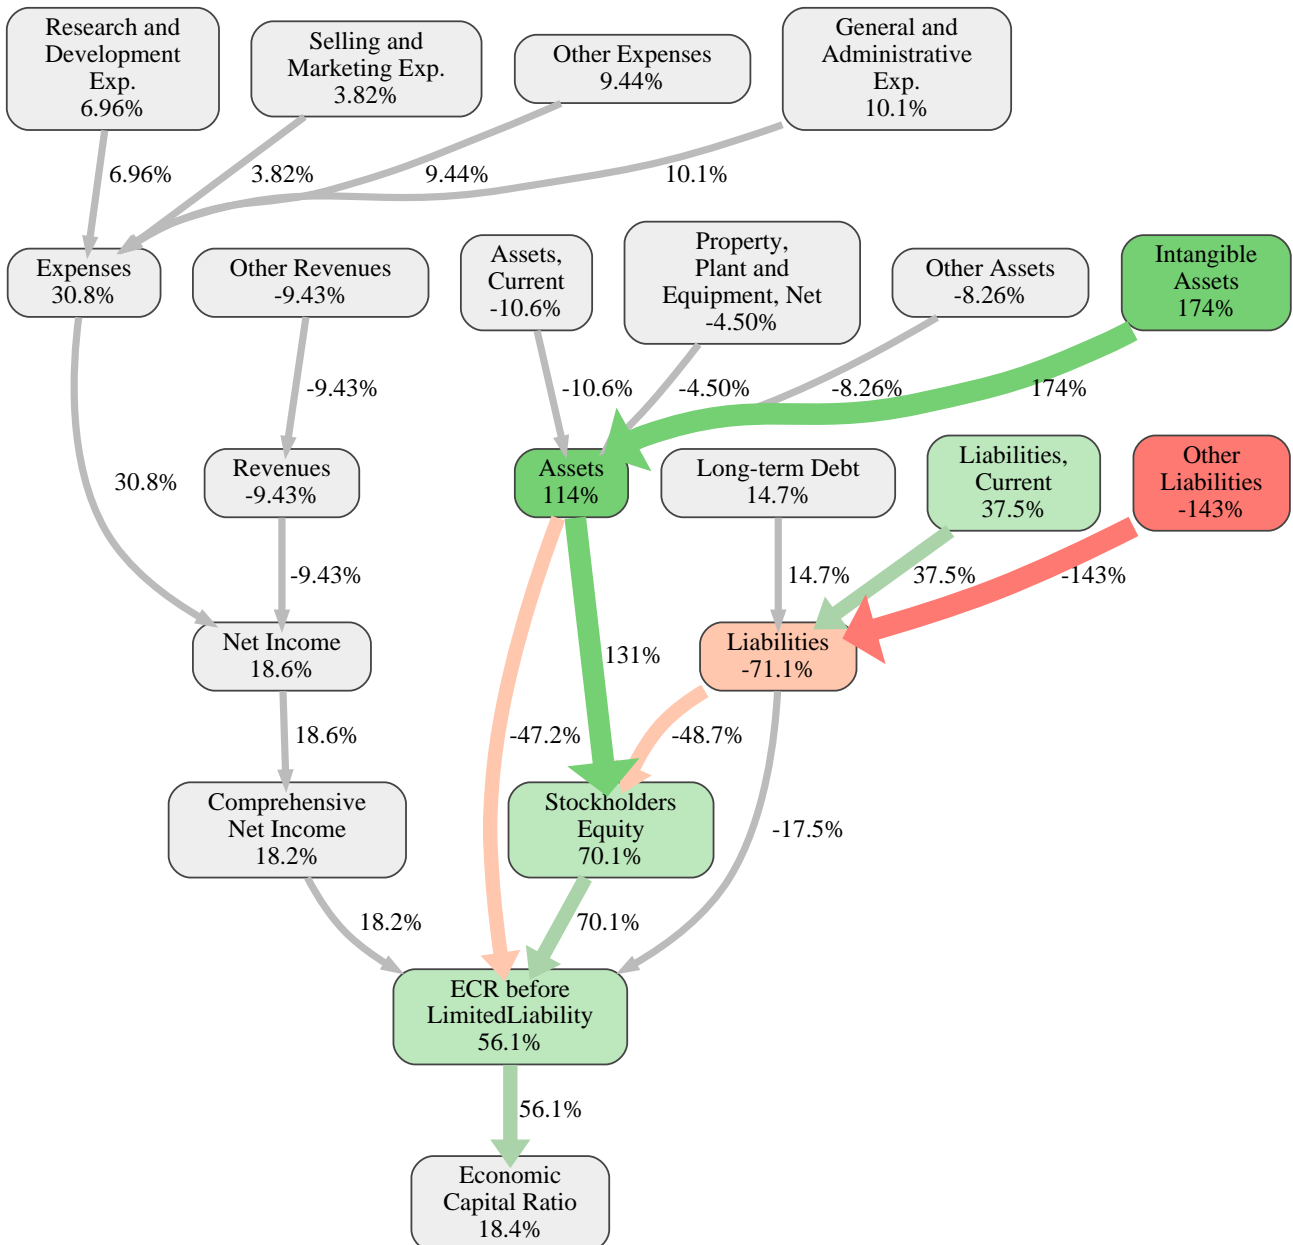 Research and
Development
Exp.
6.96%
Selling and
Marketing Exp.
3.82%
Other Expenses
9.44%
General and
Administrative
Exp.
10.1%
6.96%
3.82%
9.44%
10.1%
Expenses
30.8%
Other Revenues
-9.43%
Assets,
Current
-10.6%
Property,
Plant and
Equipment, Net
-4.50%
Other Assets
-8.26%
Intangible
Assets
174%
-9.43%
-10.6%
-4.50%
-8.26%
174%
30.8%
Revenues
-9.43%
Assets
114%
Long-term Debt
14.7%
Liabilities,
Current
37.5%
Other
Liabilities
-143%
-9.43%
14.7%
37.5%
-143%
Net Income
18.6%
131%
Liabilities
-71.1%
18.6%
-47.2%
-48.7%
Comprehensive
Net Income
18.2%
Stockholders
Equity
70.1%
-17.5%
18.2%
70.1%
ECR before
LimitedLiability
56.1%
56.1%
Economic
Capital Ratio
18.4%